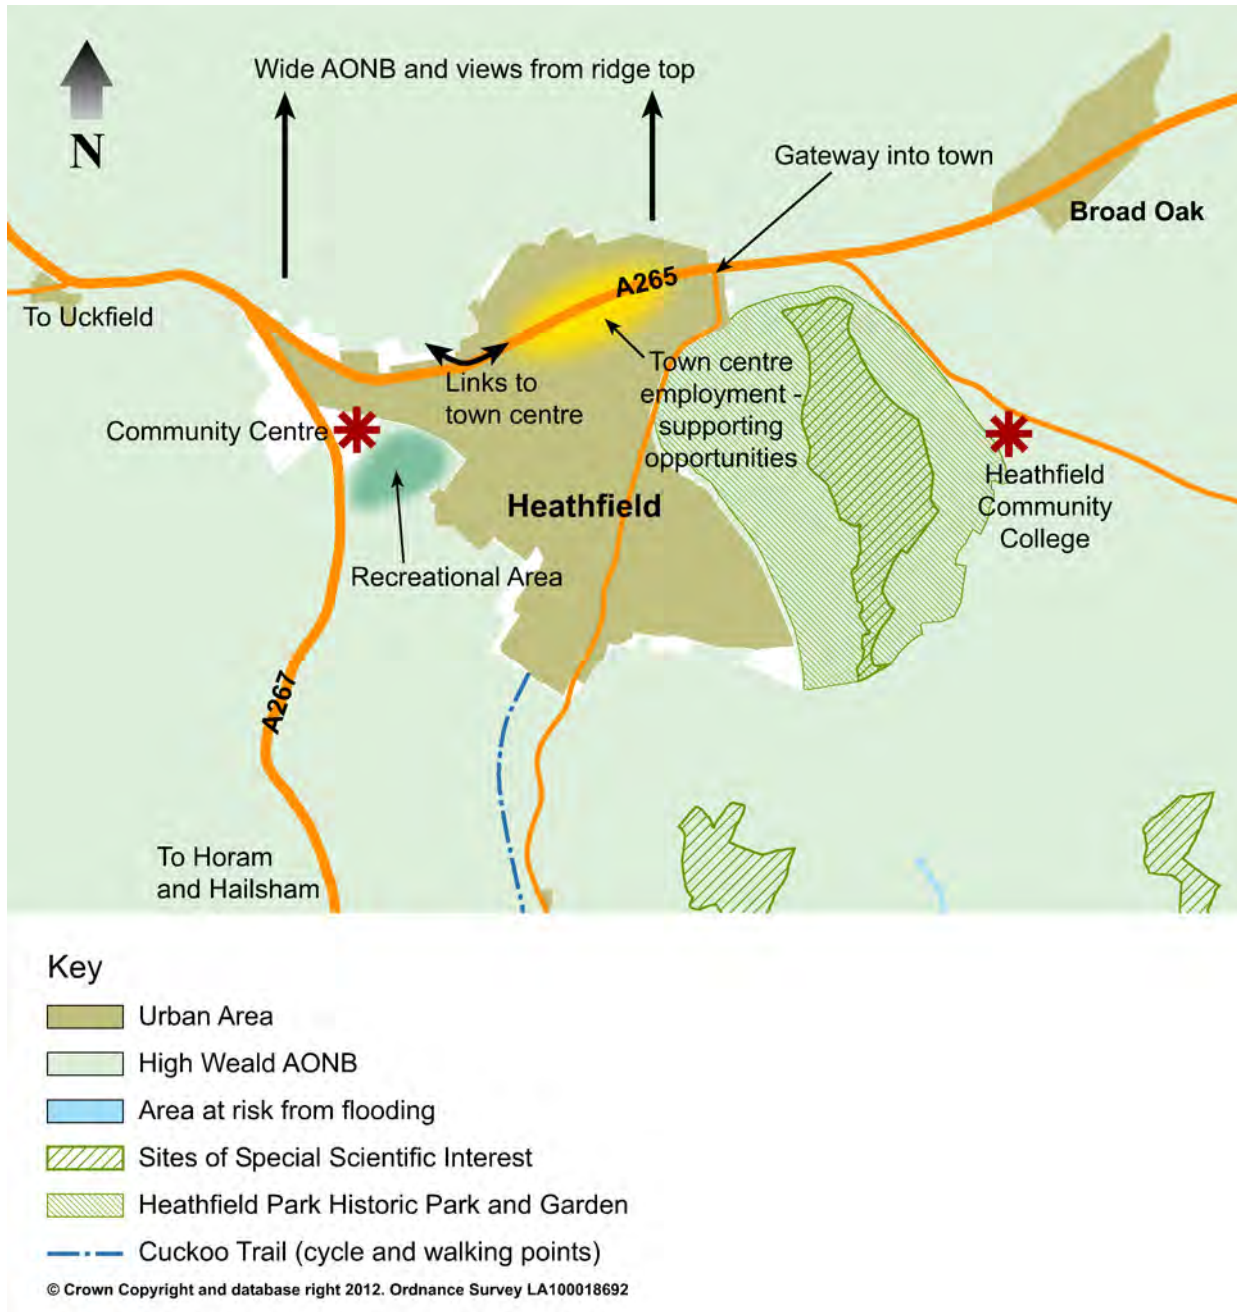 Wide AONB and views from ridge top
N
Gateway into town
Broad Oak
A265
To Uckfield
Links to
town centre
Town centre
employment -
supporting
opportunities
Community Centre
Heathfield
Community
College
Heathfield
Recreational Area
A267
To Horam
and Hailsham
Key
Urban Area
High Weald AONB
Area at risk from flooding
Sites of Special Scientific Interest
Heathfield Park Historic Park and Garden
Cuckoo Trail (cycle and walking points)
© Crown Copyright and database right 2012. Ordnance Survey LA100018692